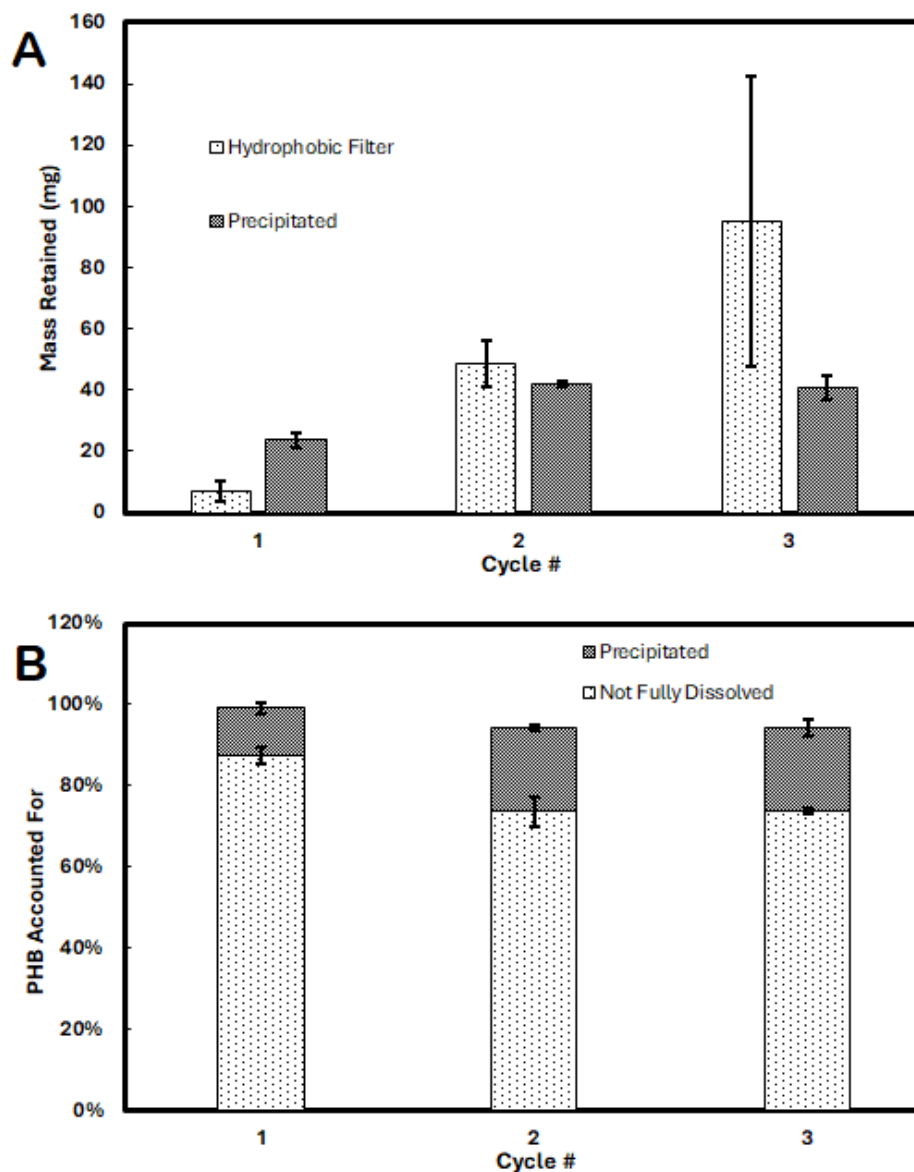 A
160
140
120
100
80
60
40
20
0
Mass Retained (mg)
Hydrophobic Filter
Precipitated
1 2 3
Cycle #
B
120%
100%
80%
60%
40%
20%
0%
PHB Accounted For
Precipitated
Not Fully Dissolved
1 2 3
Cycle #